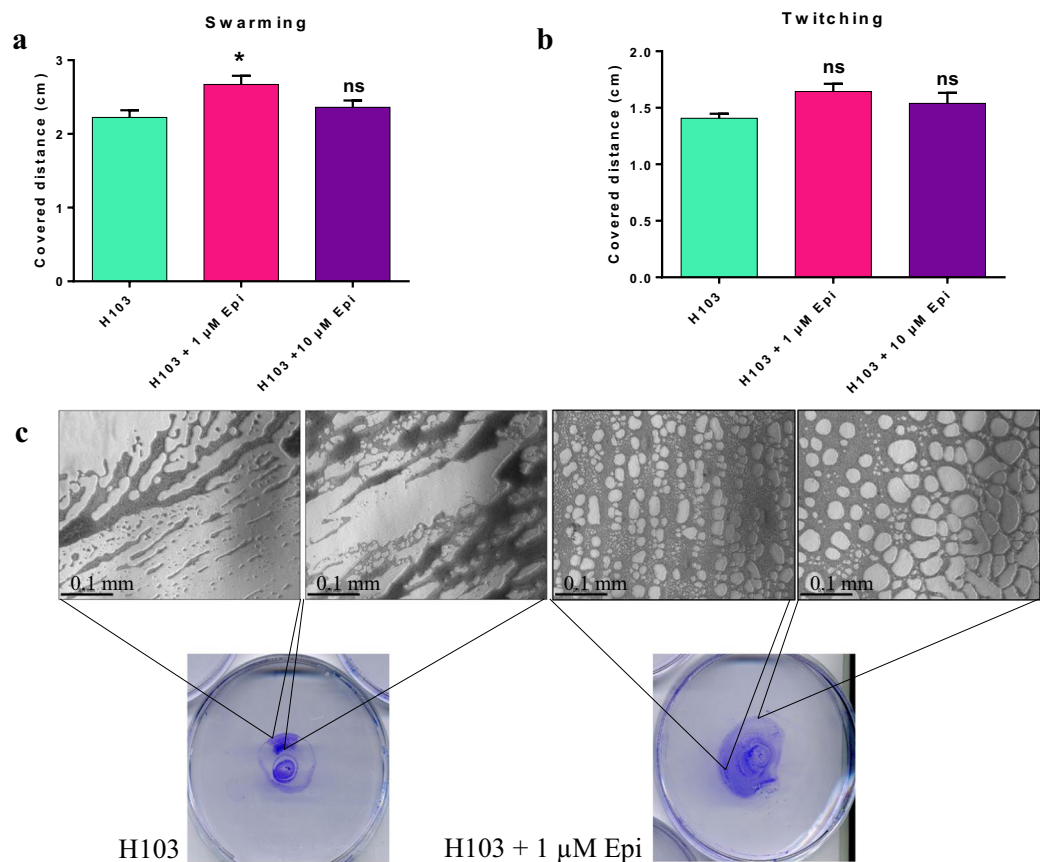 a
Swarming
Covered distance (cm)
3
2
1
0
*
ns
H103
H103 + 1 µM Epi
H103 +10 µM Epi
b
Twitching
Covered distance (cm)
2.0
1.5
1.0
0.5
0.0
ns
ns
H103
H103 + 1 µM Epi
H103 + 10 µM Epi
c
0.1 mm
0.1 mm
0.1 mm
0.1 mm
H103
H103 + 1 µM Epi